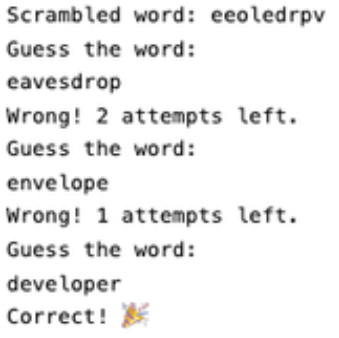 Scrambled word: eeoledrpv
Guess the word:
eavesdrop
Wrong! 2 attempts left.
Guess the word:
envelope
Wrong! 1 attempts left.
Guess the word:
developer
Correct! 🎉